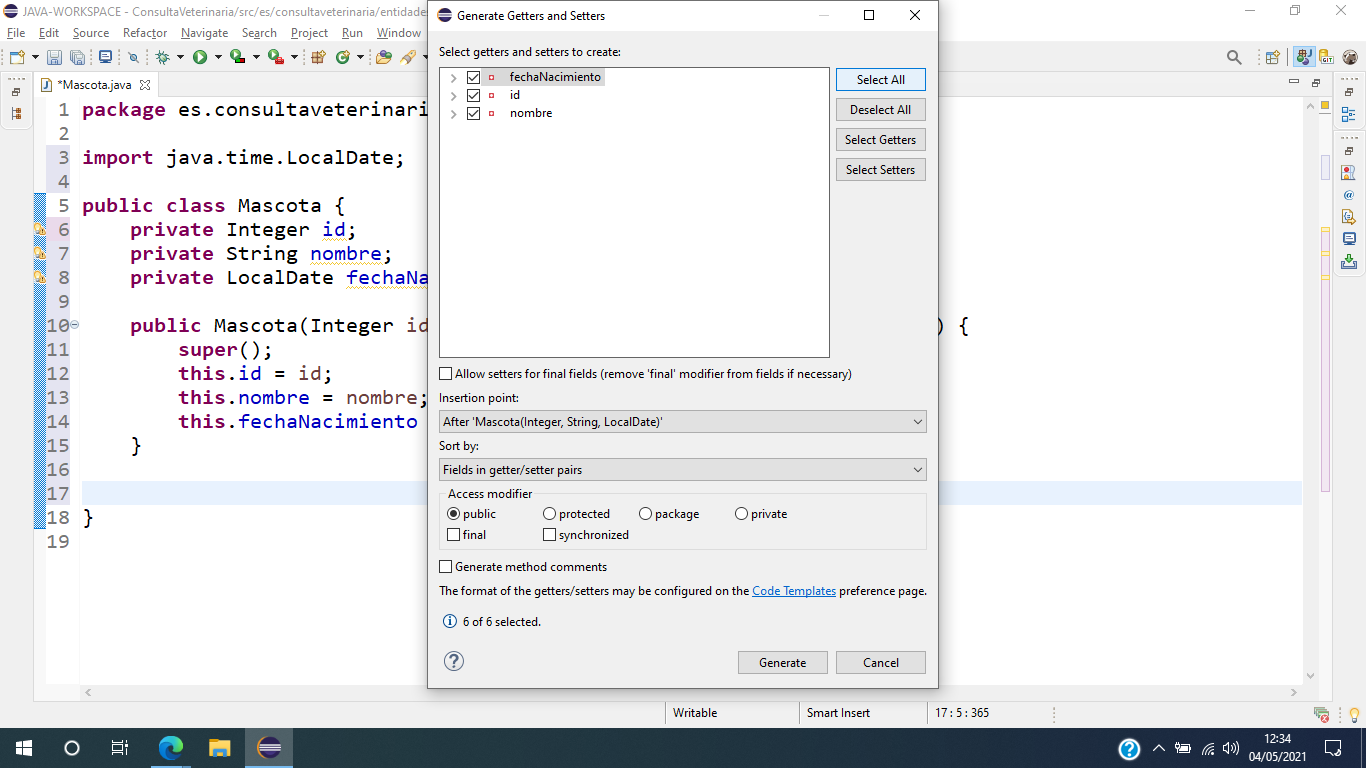 JAVA-WORKSPACE - ConsultaVeterinaria/src/es/consultaveterinaria/entidade
File Edit Source Refactor Navigate Search Project Run Window
*Mascota.java
1 package es.consultaveterinari
2
3 import java.time.LocalDate;
4
5 public class Mascota {
6 private Integer id;
7 private String nombre;
8 private LocalDate fechaNa
9
10 public Mascota(Integer id ) {
11 super();
12 this.id = id;
13 this.nombre = nombre;
14 this.fechaNacimiento
15 }
16
17
18 }
19
Generate Getters and Setters
Select getters and setters to create:
fechaNacimiento
id
nombre
Select All
Deselect All
Select Getters
Select Setters
Allow setters for final fields (remove 'final' modifier from fields if necessary)
Insertion point:
After 'Mascota(Integer, String, LocalDate)'
Sort by:
Fields in getter/setter pairs
Access modifier
public protected package private
final synchronized
Generate method comments
The format of the getters/setters may be configured on the Code Templates preference page.
6 of 6 selected.
Generate Cancel
Writable Smart Insert 17 : 5 : 365
12:34
04/05/2021